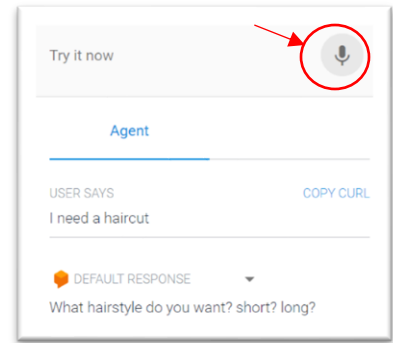 Try it now
Agent
USER SAYS COPY CURL
I need a haircut
DEFAULT RESPONSE
What hairstyle do you want? short? long?